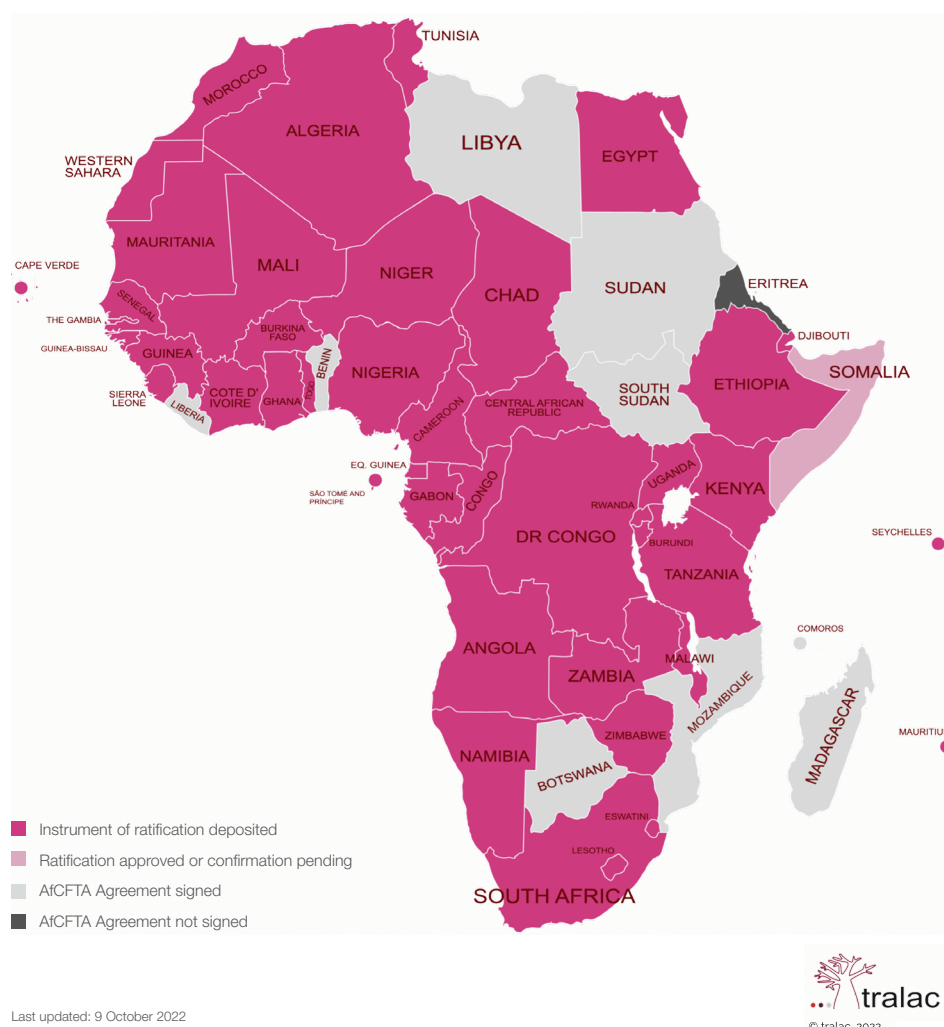 TUNISIA
MOROCCO
ALGERIA
LIBYA
EGYPT
WESTERN
SAHARA
MAURITANIA
MALI
NIGER
CHAD
SUDAN
ERITREA
CAPE VERDE
SENEGAL
THE GAMBIA
GUINEA-BISSAU
GUINEA
BURKINA
FASO
BENIN
NIGERIA
DJIBOUTI
SOMALIA
ETHIOPIA
SOUTH
SUDAN
SIERRA
LEONE
LIBERIA
COTE D'
IVOIRE
GHANA
TOGO
CAMEROON
CENTRAL AFRICAN
REPUBLIC
EQ. GUINEA
SÃO TOMÉ AND
PRÍNCIPE
GABON
CONGO
UGANDA
KENYA
RWANDA
DR CONGO
BURUNDI
TANZANIA
SEYCHELLES
COMOROS
ANGOLA
ZAMBIA
MALAWI
MOZAMBIQUE
MADAGASCAR
MAURITIU
NAMIBIA
ZIMBABWE
BOTSWANA
ESWATINI
LESOTHO
SOUTH AFRICA
Instrument of ratification deposited
Ratification approved or confirmation pending
AfCFTA Agreement signed
AfCFTA Agreement not signed
tralac
© tralac, 2022
Last updated: 9 October 2022